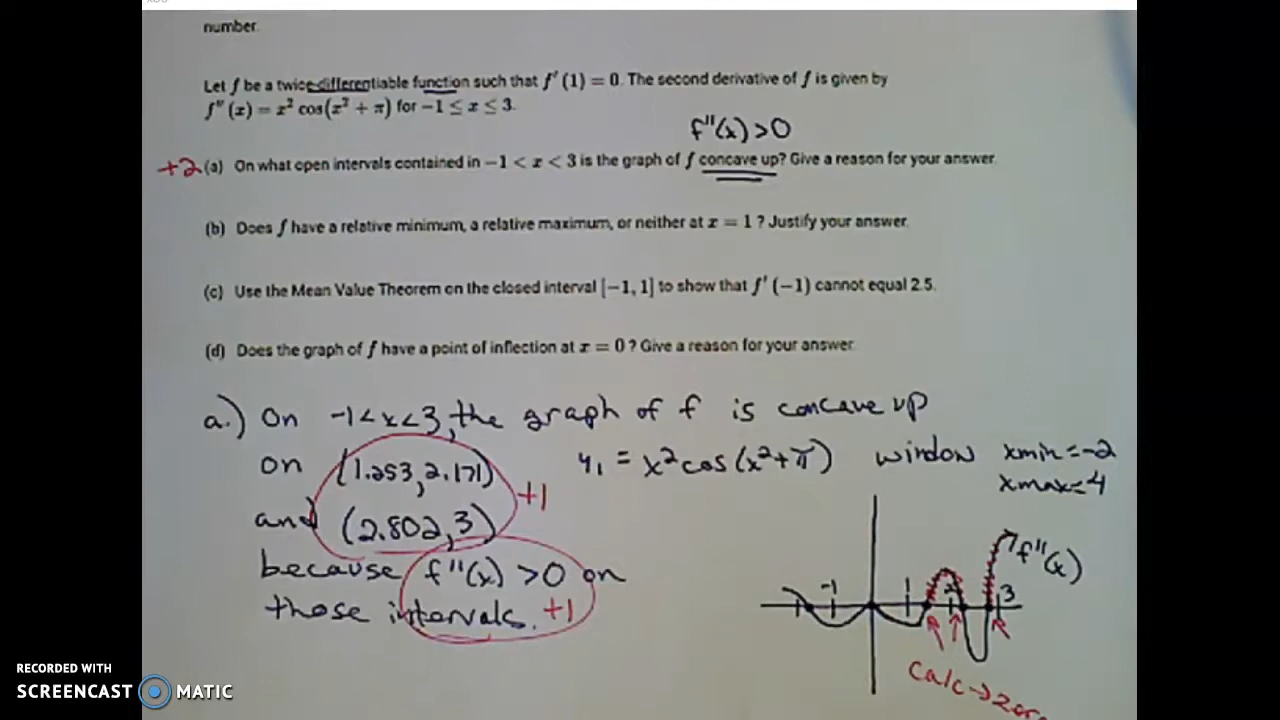 number.
Let f be a twice differentiable function such that f′(1) = 0. The second derivative of f is given by
f″(x) = x² cos(x² + π) for −1 ≤ x ≤ 3.
f″(x) > 0
+2 (a) On what open intervals contained in −1 < x < 3 is the graph of f concave up? Give a reason for your answer.
(b) Does f have a relative minimum, a relative maximum, or neither at x = 1 ? Justify your answer.
(c) Use the Mean Value Theorem on the closed interval [−1, 1] to show that f′(−1) cannot equal 2.5.
(d) Does the graph of f have a point of inflection at x = 0 ? Give a reason for your answer.
a.) On -1<x<3, the graph of f is concave up
on (1.253, 2.171) +1
and (2.802, 3)
because f″(x) > 0 on
those intervals. +1
y₁ = x² cos(x²+π) window xmin=-2
xmax=4
f″(x)
-1 1 2 3
Calc→zero
RECORDED WITH
SCREENCAST MATIC